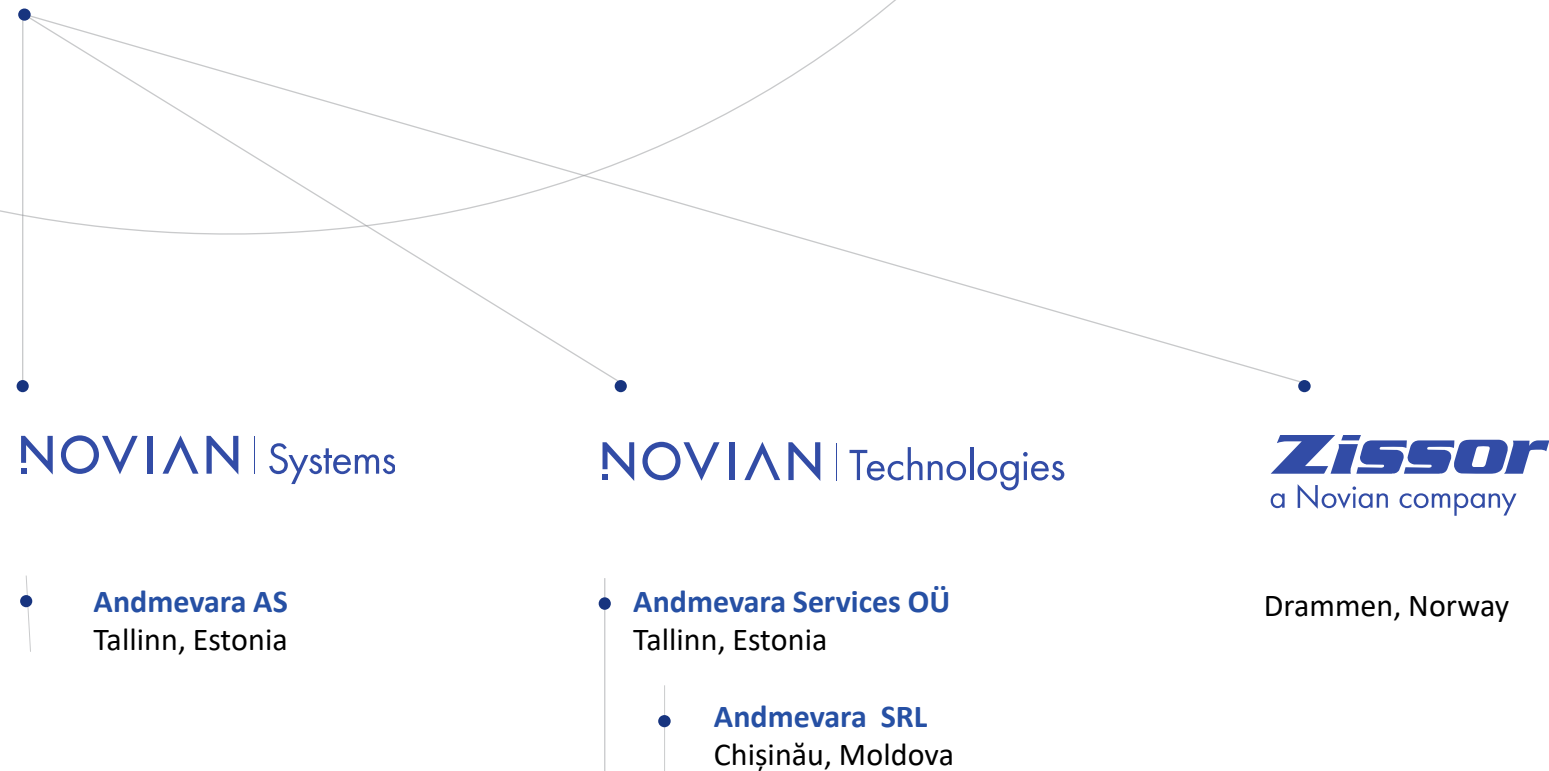 NOVIAN | Systems
Andmevara AS
Tallinn, Estonia
NOVIAN | Technologies
Andmevara Services OÜ
Tallinn, Estonia
Andmevara SRL
Chișinău, Moldova
Zissor
a Novian company
Drammen, Norway